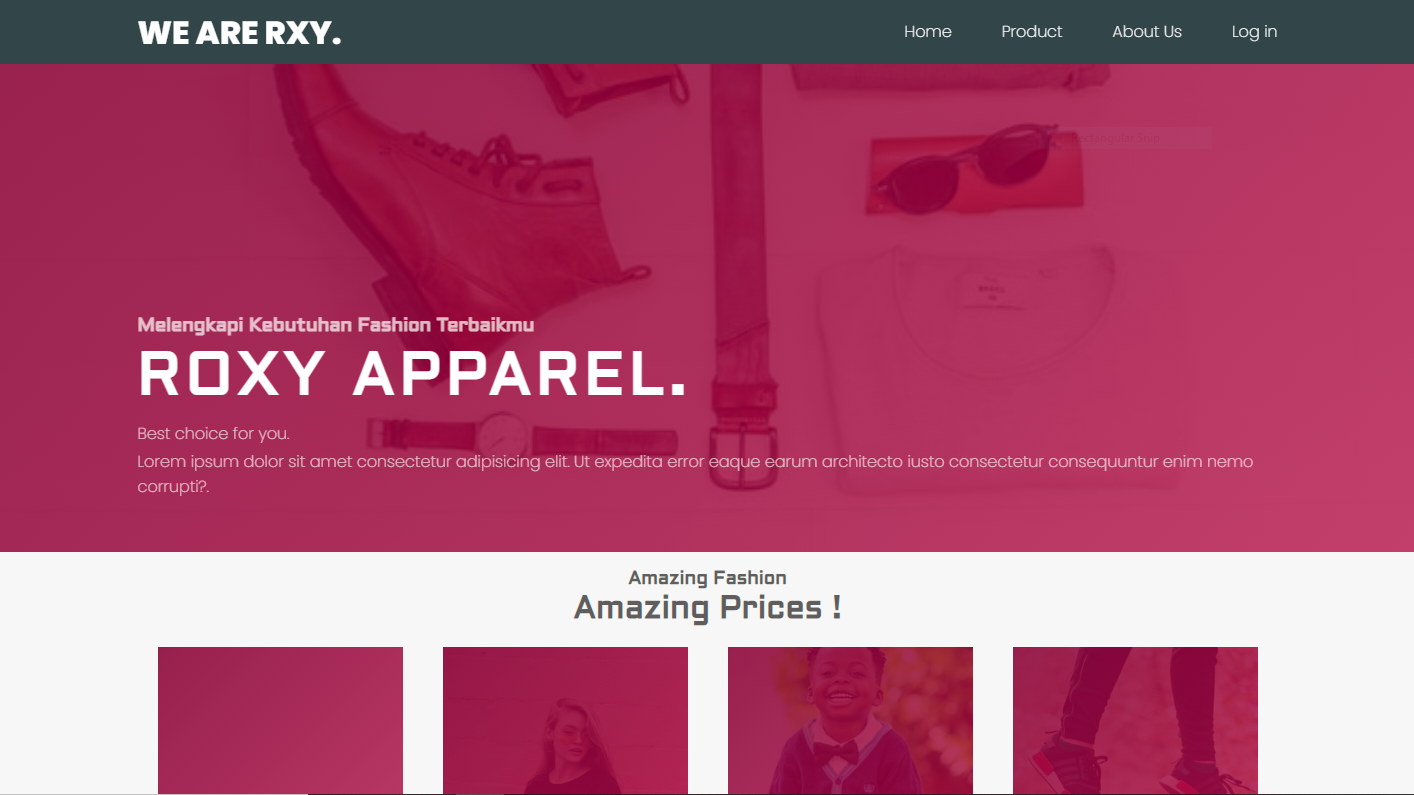 WE ARE RXY.
Home Product About Us Log in
Melengkapi Kebutuhan Fashion Terbaikmu
ROXY APPAREL.
Best choice for you.
Lorem ipsum dolor sit amet consectetur adipisicing elit. Ut expedita error eaque earum architecto iusto consectetur consequuntur enim nemo
corrupti?.
Amazing Fashion
Amazing Prices !